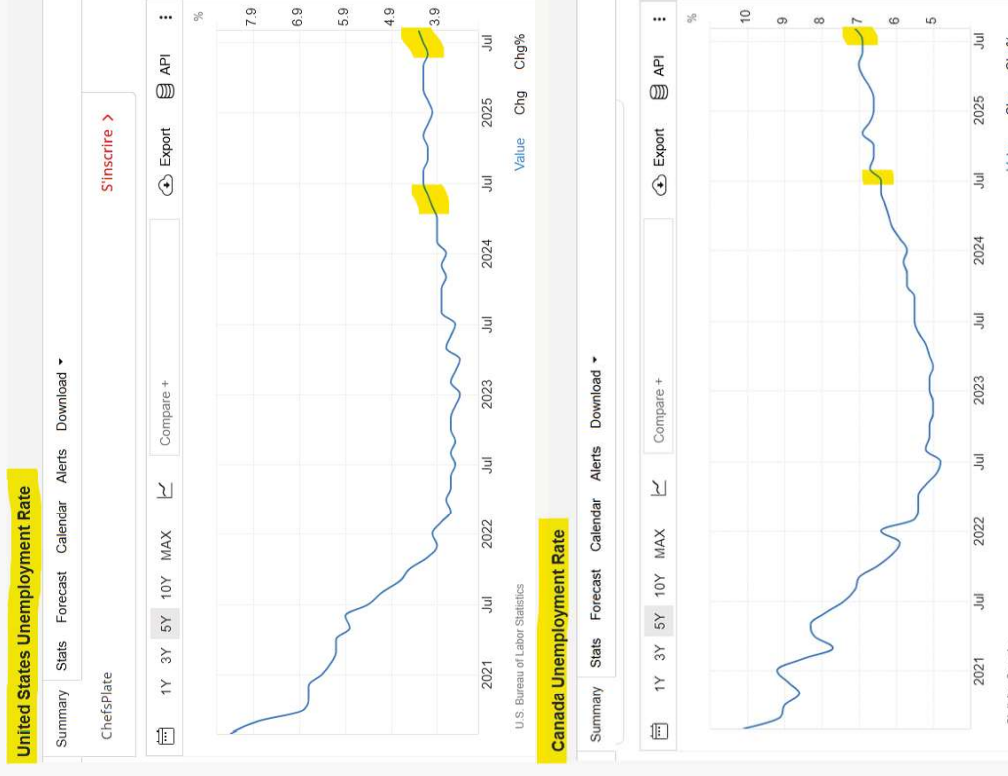 United States Unemployment Rate
Summary Stats Forecast Calendar Alerts Download
ChefsPlate S'inscrire >
1Y 3Y 5Y 10Y MAX Compare + Export API
%
7.9
6.9
5.9
4.9
3.9
2021 Jul 2022 Jul 2023 Jul 2024 Jul 2025 Jul
U.S. Bureau of Labor Statistics Value Chg Chg%
Canada Unemployment Rate
Summary Stats Forecast Calendar Alerts Download
1Y 3Y 5Y 10Y MAX Compare + Export API
%
10
9
8
7
6
5
2021 Jul 2022 Jul 2023 Jul 2024 Jul 2025 Jul